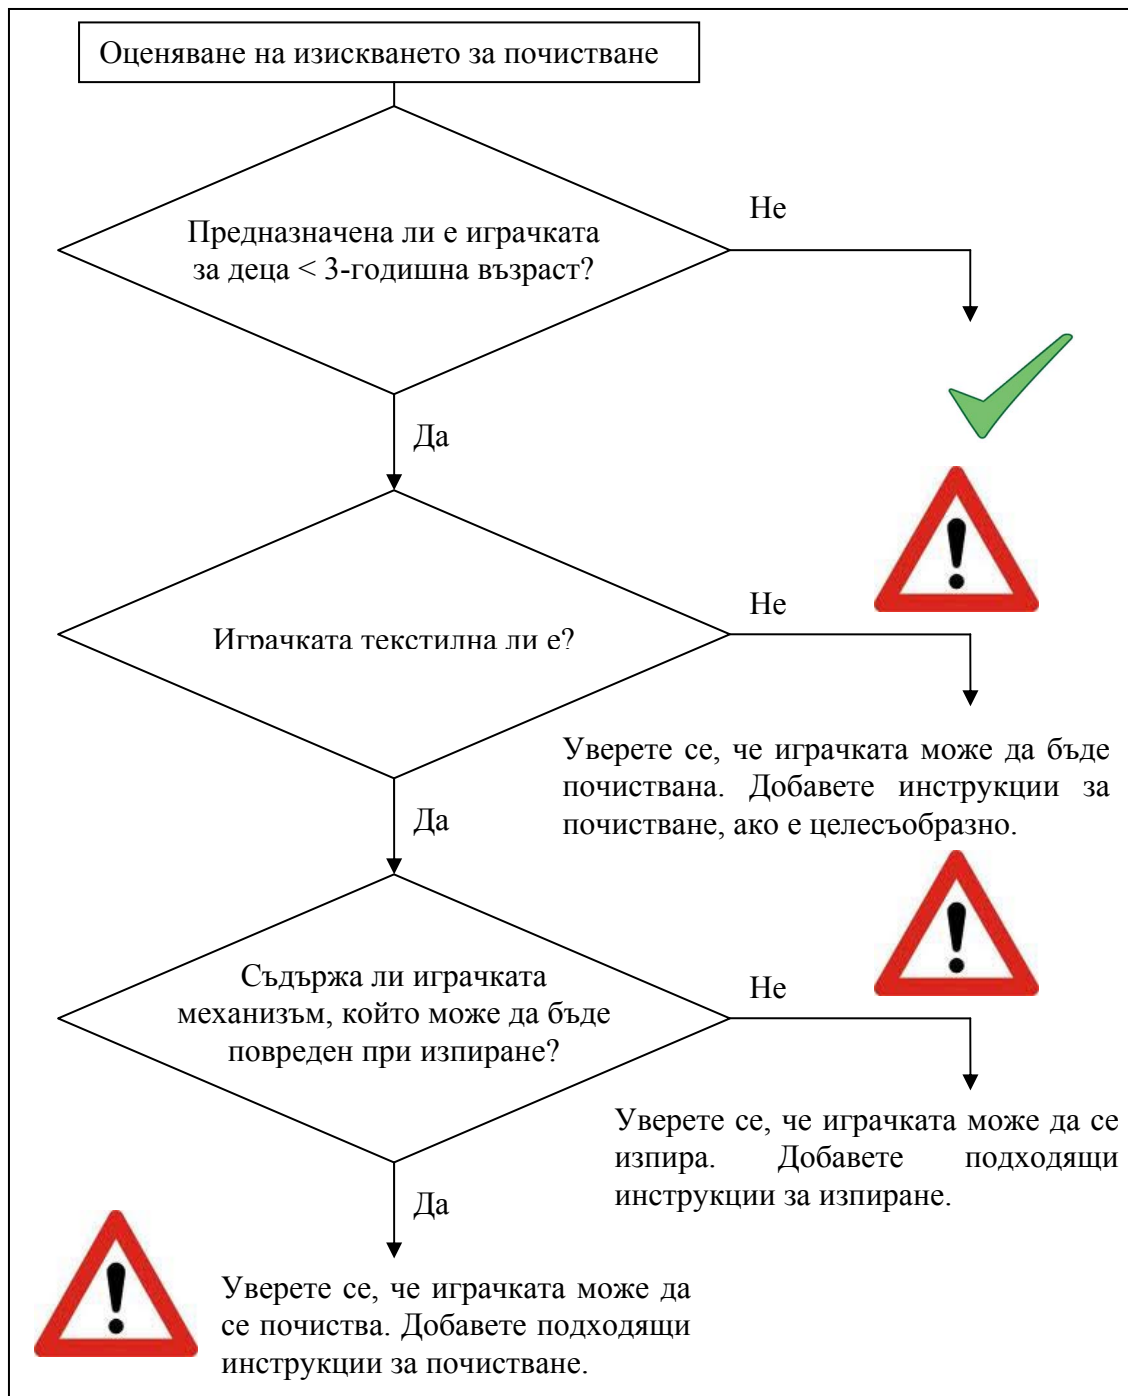 Оценяване на изискването за почистване
Не
Предназначена ли е играчката
за деца < 3-годишна възраст?
Да
Не
Играчката текстилна ли е?
Уверете се, че играчката може да бъде
почиствана. Добавете инструкции за
почистване, ако е целесъобразно.
Да
Съдържа ли играчката
механизъм, който може да бъде
повреден при изпиране?
Не
Уверете се, че играчката може да се
изпира. Добавете подходящи
инструкции за изпиране.
Да
Уверете се, че играчката може да
се почиства. Добавете подходящи
инструкции за почистване.